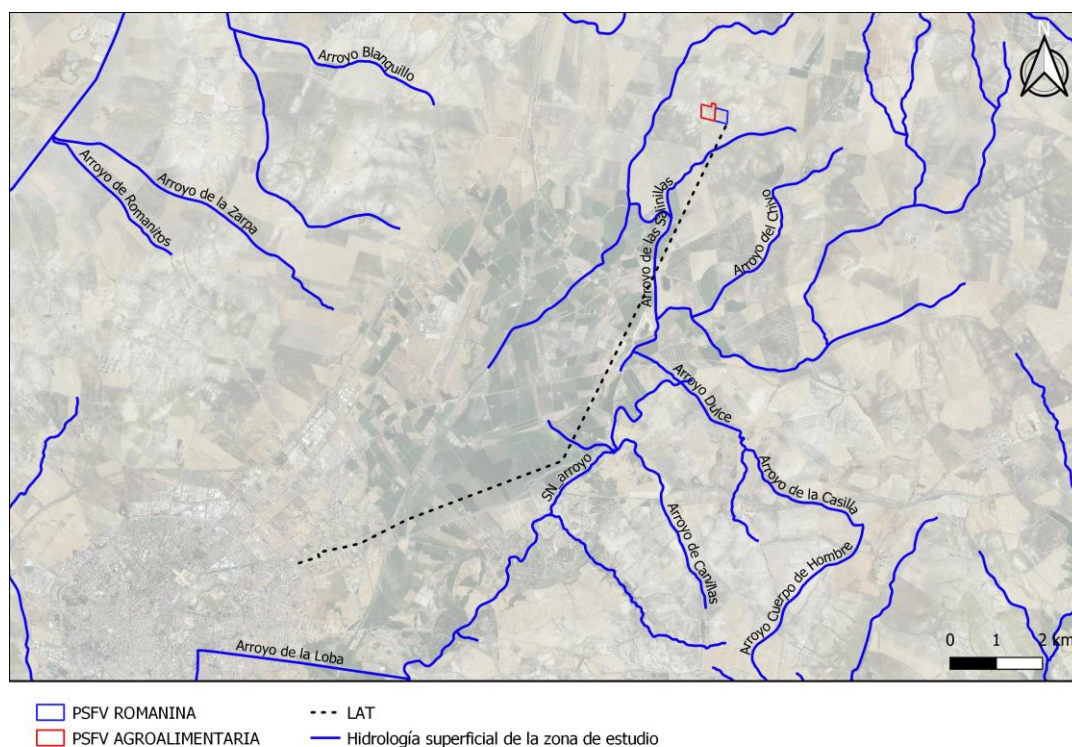 N
Arroyo Blanquillo
Arroyo de Romanitos
Arroyo de la Zarpa
Arroyo de las Salinillas
Arroyo del Chivo
Arroyo Dulce
SN_arroyo
Arroyo de la Casilla
Arroyo de Canillas
Arroyo Cuerpo de Hombre
Arroyo de la Loba
0 1 2 km
PSFV ROMANINA
LAT
PSFV AGROALIMENTARIA
Hidrología superficial de la zona de estudio